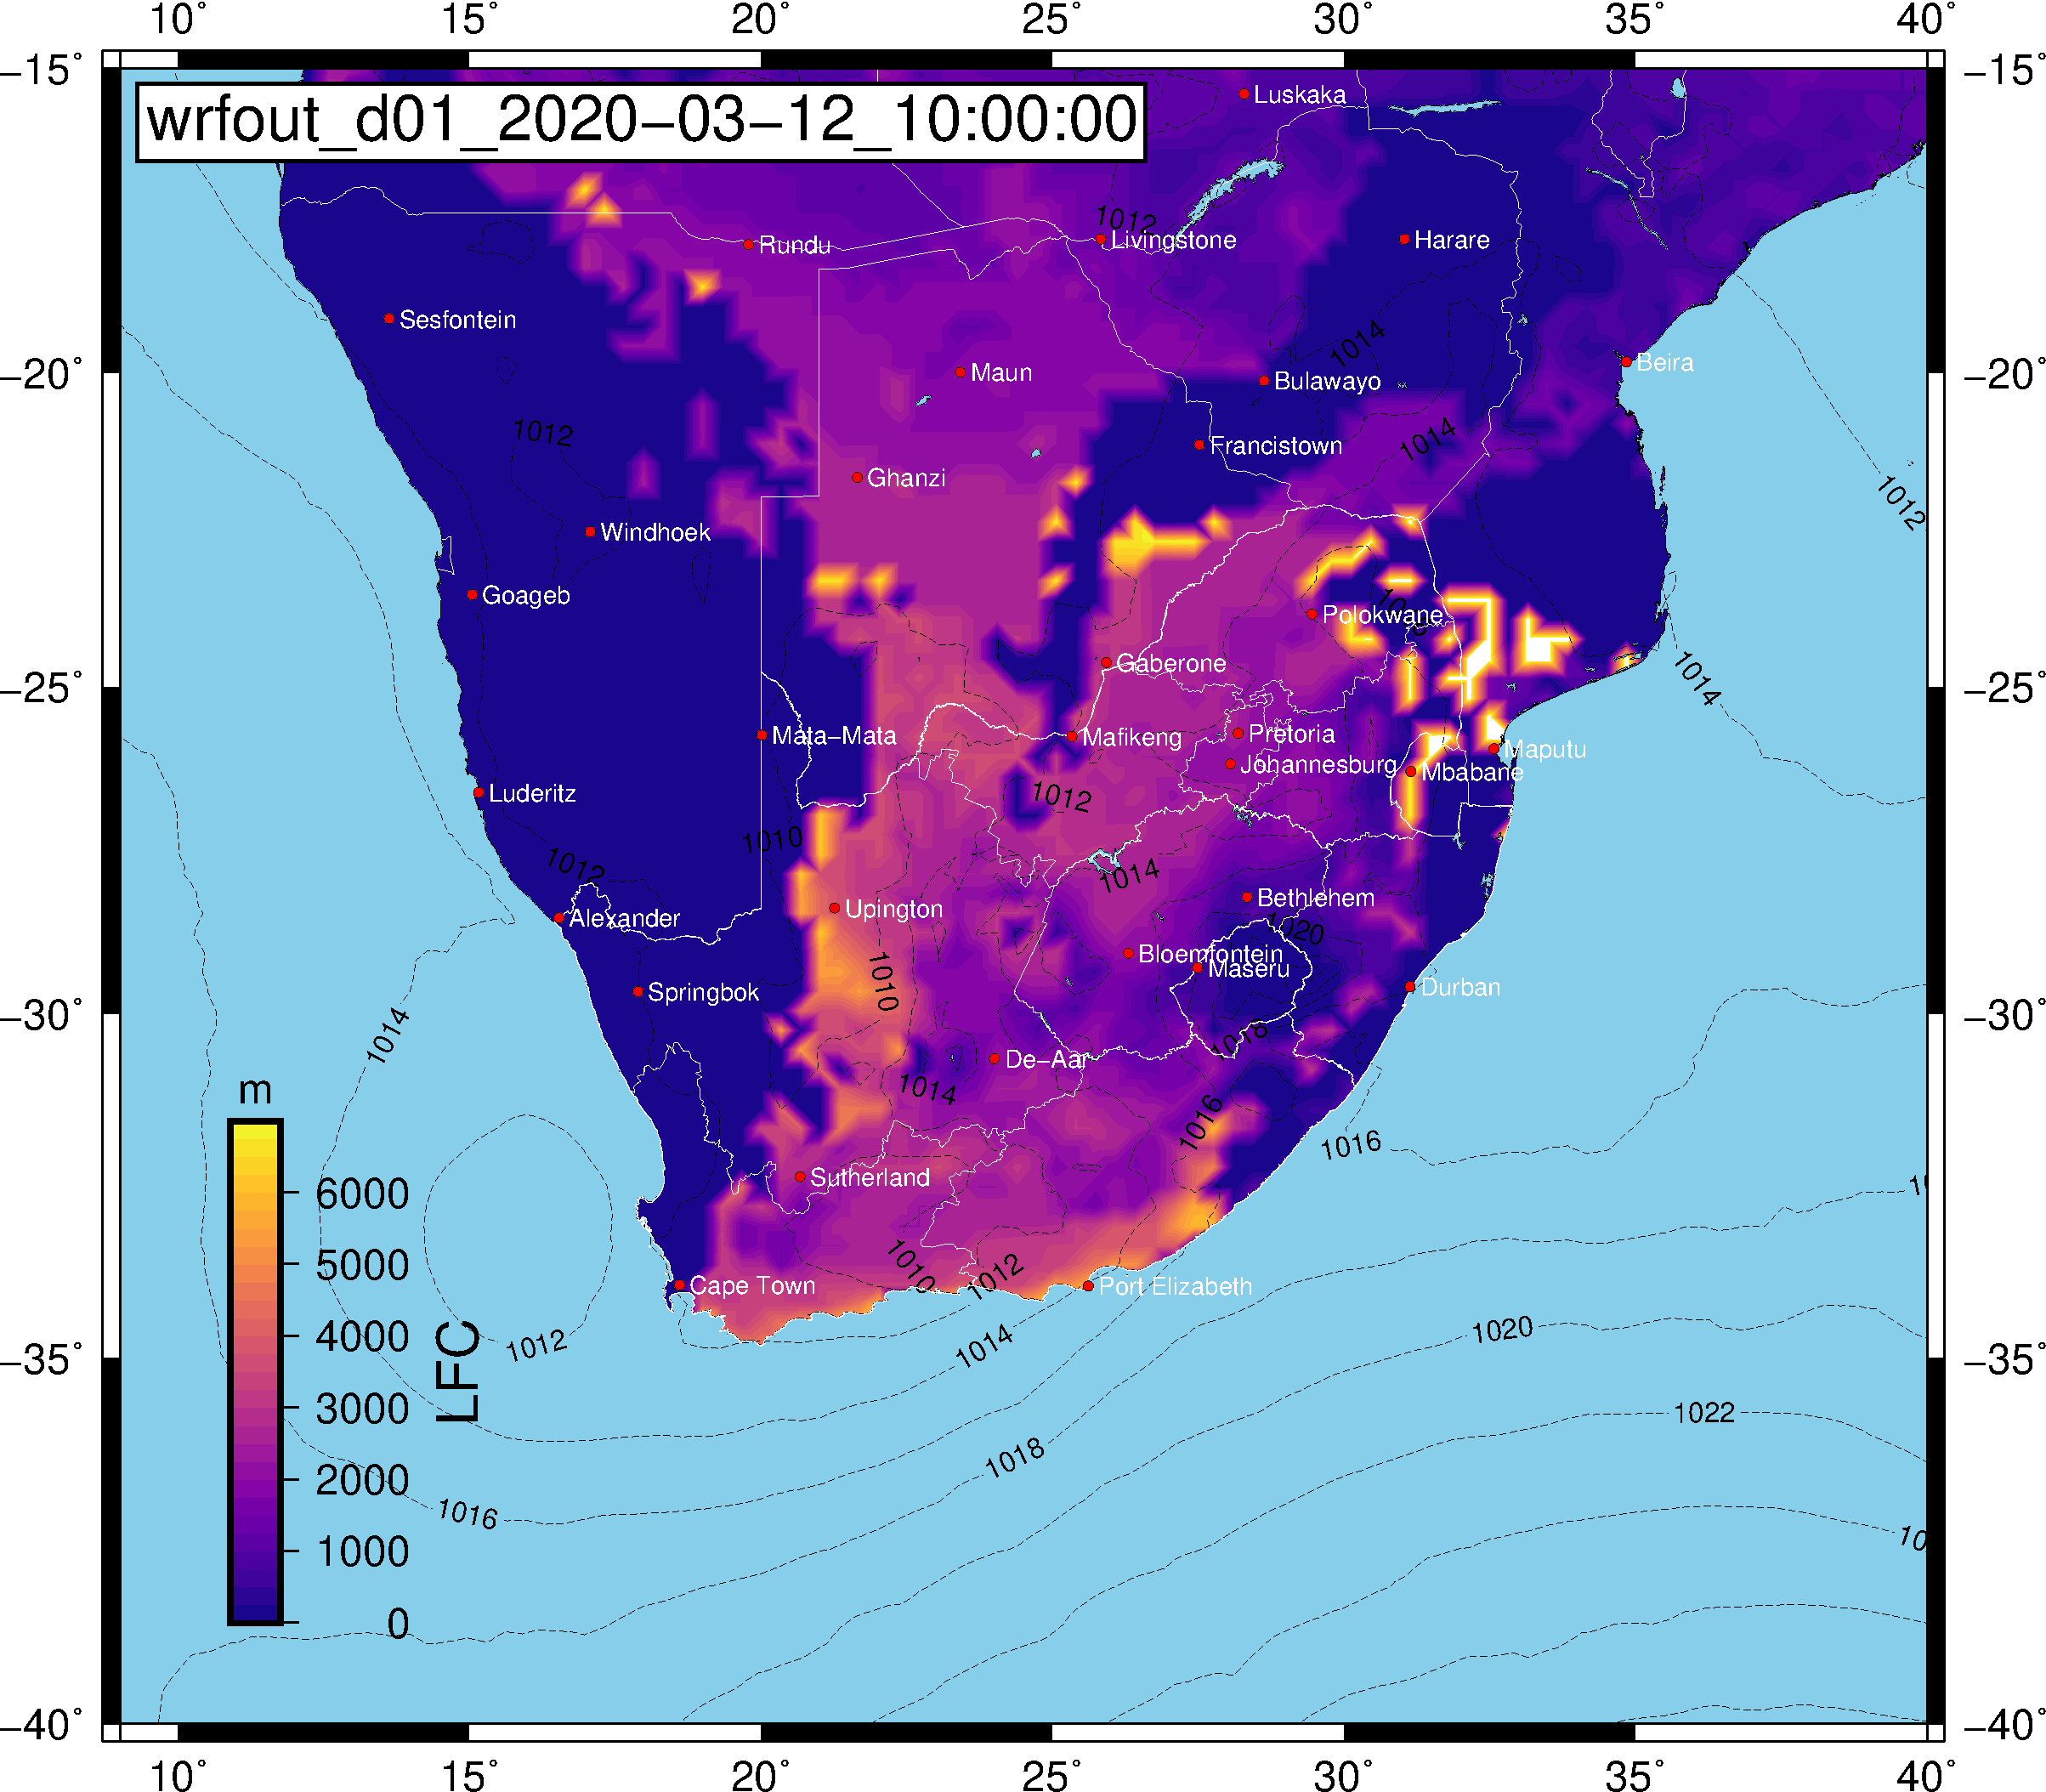 10° 15° 20° 25° 30° 35° 40°
−15° −15°
wrfout_d01_2020−03−12_10:00:00
Luskaka
1012
Rundu
Livingstone
Harare
Sesfontein
1014
Maun
Bulawayo
Beira
−20° −20°
1012
1014
Francistown
Ghanzi
1012
Windhoek
Goageb
Polokwane
Gaberone
1014
−25° −25°
Mata−Mata
Mafikeng
Pretoria
Johannesburg
Maputu
Mbabane
Luderitz
1012
1010
1012
1014
Bethlehem
Alexander
Upington
1020
Bloemfontein
Maseru
1010
Springbok
Durban
−30° −30°
1014
1018
De−Aar
1014
1016
1016
m
Sutherland
6000
5000
4000
3000
2000
1000
0
LFC
1010
1012
Cape Town
Port Elizabeth
1012
1014
1020
−35° −35°
1022
1018
1016
−40° −40°
10° 15° 20° 25° 30° 35° 40°